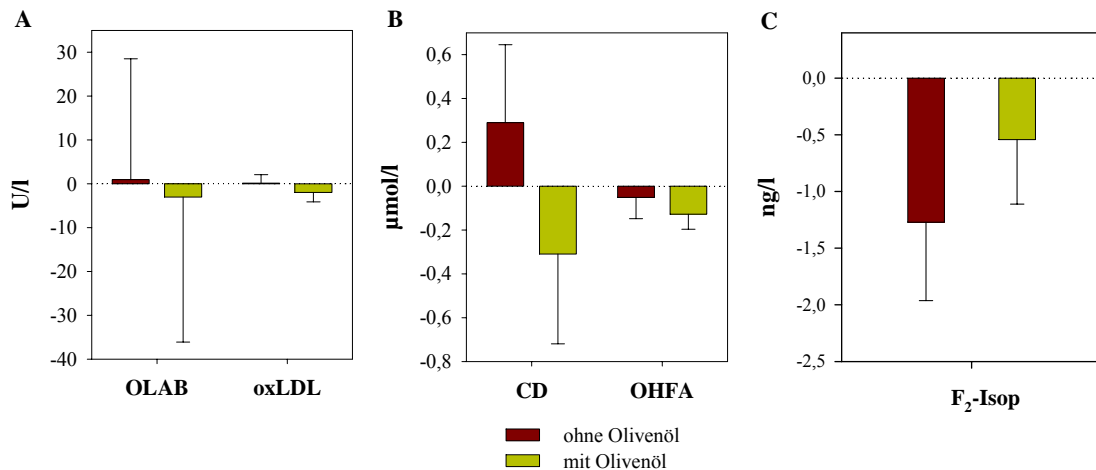 A
U/l
30
20
10
0
-10
-20
-30
-40
OLAB oxLDL
B
µmol/l
0,6
0,4
0,2
0,0
-0,2
-0,4
-0,6
-0,8
CD OHFA
C
ng/l
0,0
-0,5
-1,0
-1,5
-2,0
-2,5
F₂-Isop
ohne Olivenöl
mit Olivenöl